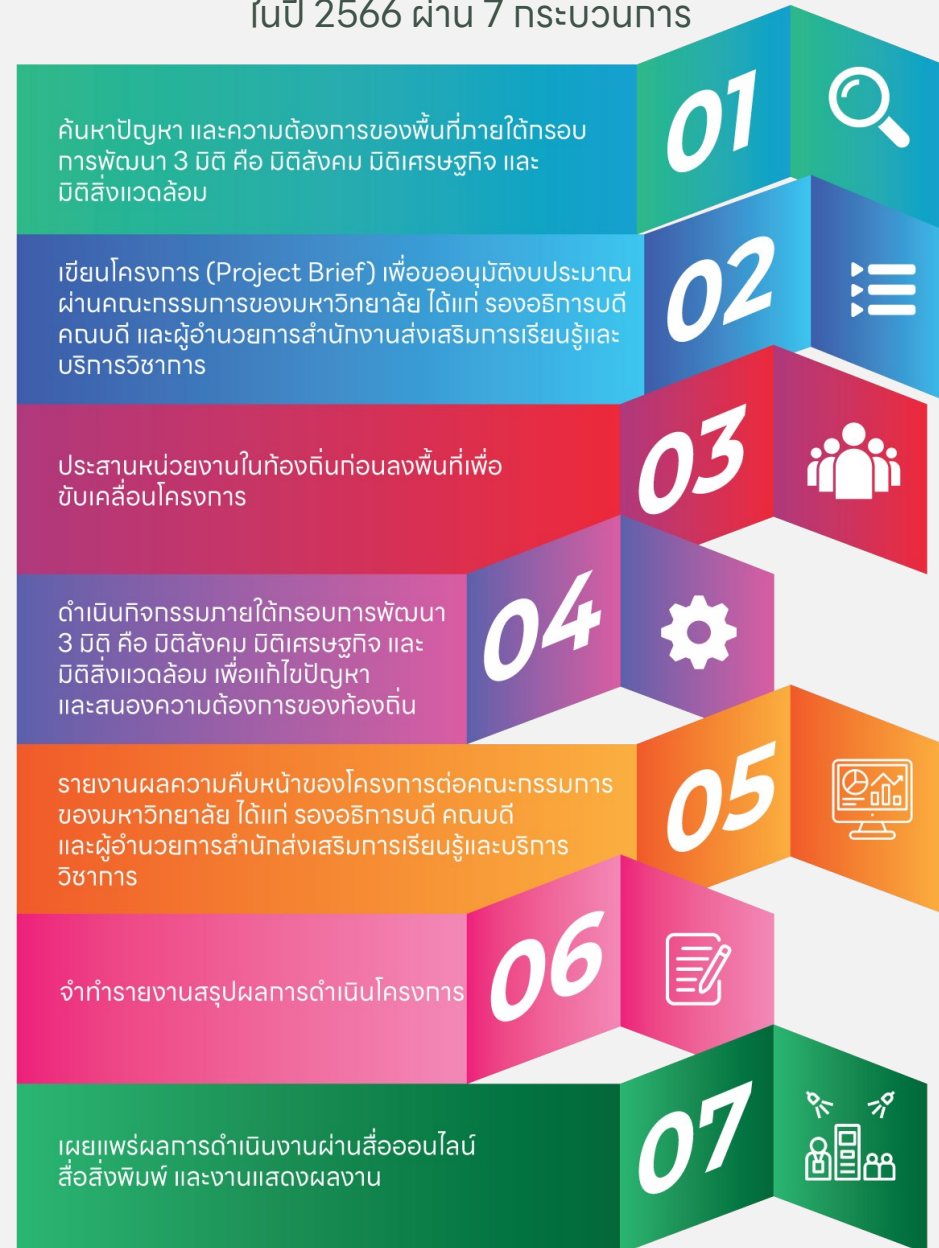 ในปี 2566 ผ่าน 7 กระบวนการ
01
ค้นหาปัญหา และความต้องการของพื้นที่ภายใต้กรอบ
การพัฒนา 3 มิติ คือ มิติสังคม มิติเศรษฐกิจ และ
มิติสิ่งแวดล้อม
02
เขียนโครงการ (Project Brief) เพื่อขออนุมัติงบประมาณ
ผ่านคณะกรรมการของมหาวิทยาลัย ได้แก่ รองอธิการบดี
คณบดี และผู้อำนวยการสำนักงานส่งเสริมการเรียนรู้และ
บริการวิชาการ
03
ประสานหน่วยงานในท้องถิ่นก่อนลงพื้นที่เพื่อ
ขับเคลื่อนโครงการ
04
ดำเนินกิจกรรมภายใต้กรอบการพัฒนา
3 มิติ คือ มิติสังคม มิติเศรษฐกิจ และ
มิติสิ่งแวดล้อม เพื่อแก้ไขปัญหา
และสนองความต้องการของท้องถิ่น
05
รายงานผลความคืบหน้าของโครงการต่อคณะกรรมการ
ของมหาวิทยาลัย ได้แก่ รองอธิการบดี คณบดี
และผู้อำนวยการสำนักส่งเสริมการเรียนรู้และบริการ
วิชาการ
06
จำทำรายงานสรุปผลการดำเนินโครงการ
07
เผยแพร่ผลการดำเนินงานผ่านสื่อออนไลน์
สื่อสิ่งพิมพ์ และงานแสดงผลงาน